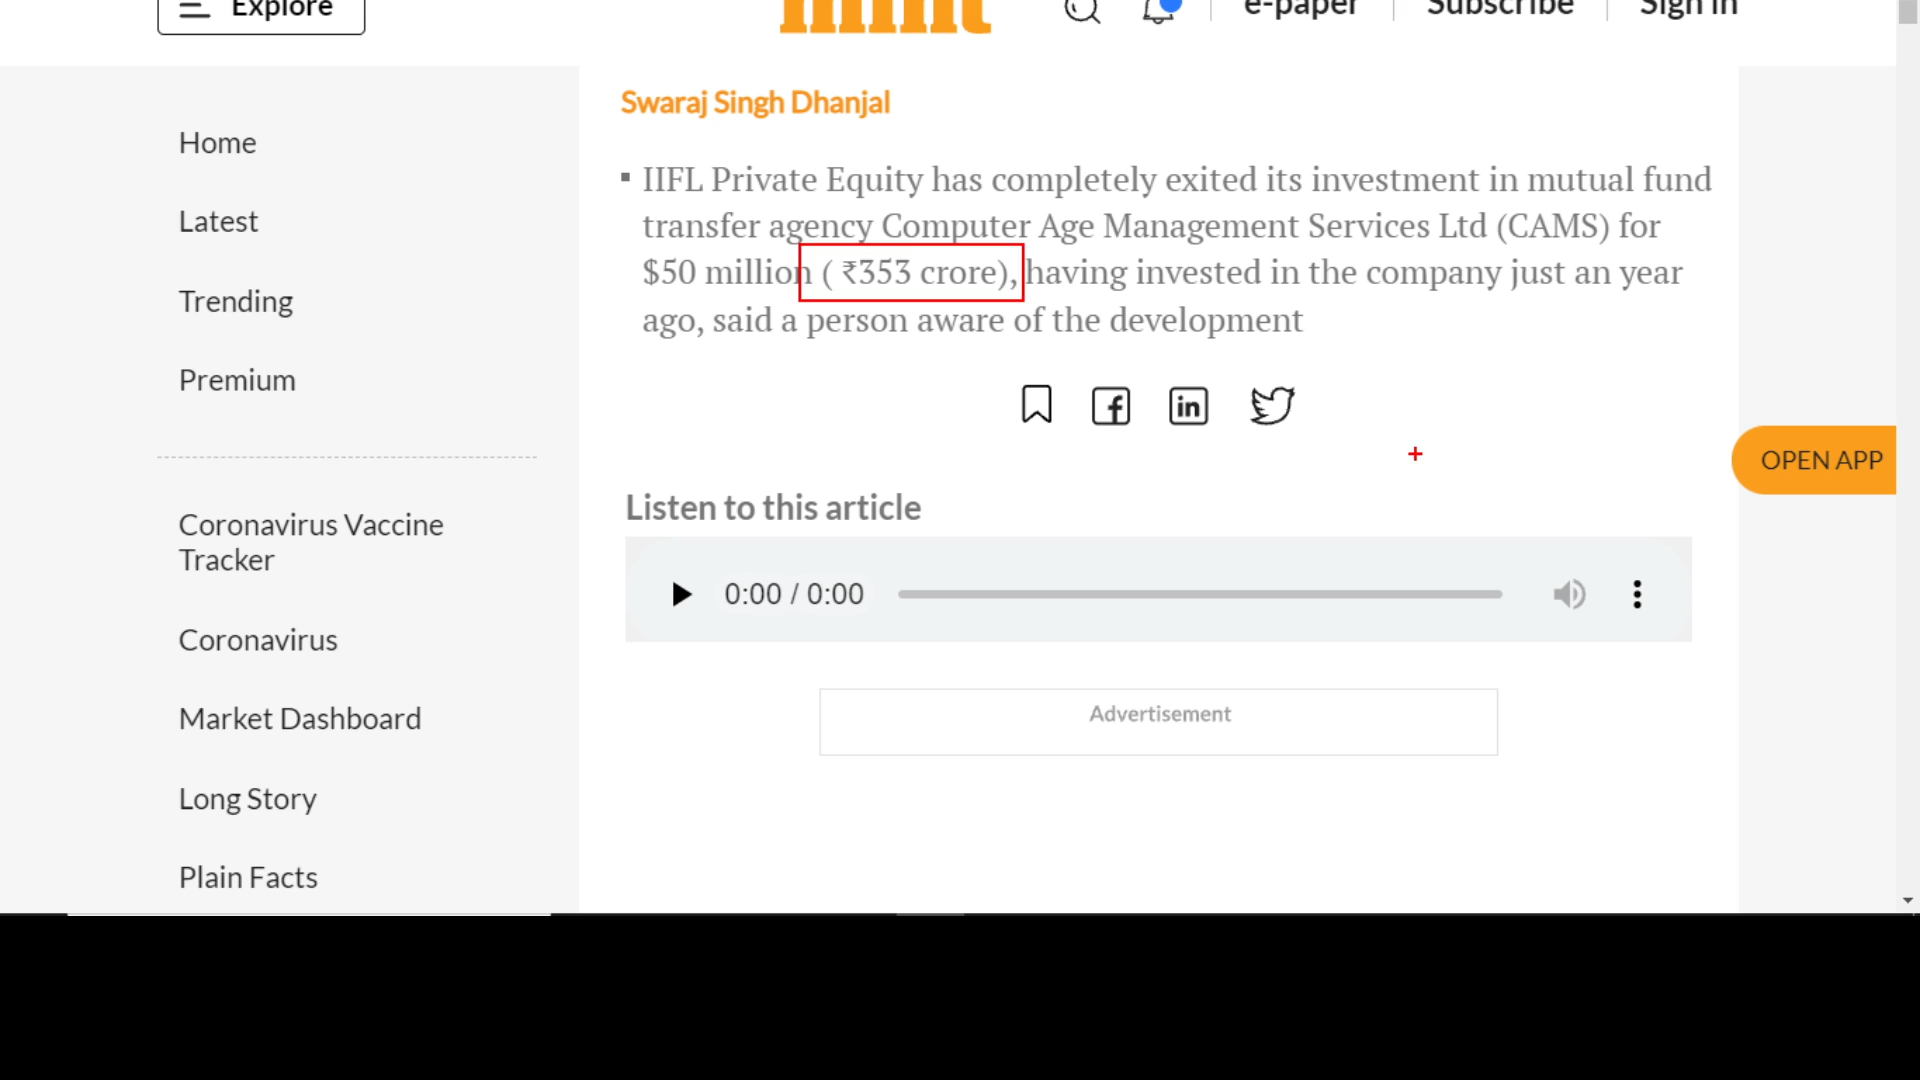 Explore
mint
e-paper
Subscribe
Sign in
Home
Latest
Trending
Premium
Coronavirus Vaccine
Tracker
Coronavirus
Market Dashboard
Long Story
Plain Facts
Swaraj Singh Dhanjal
▪ IIFL Private Equity has completely exited its investment in mutual fund
transfer agency Computer Age Management Services Ltd (CAMS) for
$50 million ( ₹353 crore), having invested in the company just an year
ago, said a person aware of the development
OPEN APP
Listen to this article
0:00 / 0:00
Advertisement